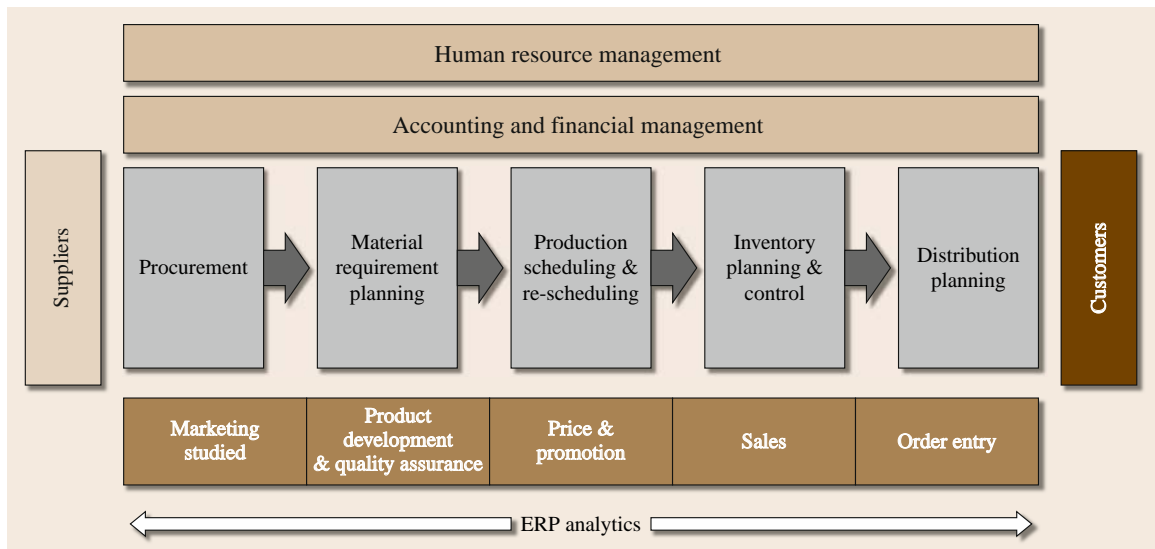 Human resource management
Accounting and financial management
Suppliers
Procurement
Material
requirement
planning
Production
scheduling &
re-scheduling
Inventory
planning &
control
Distribution
planning
Customers
Marketing
studied
Product
development
& quality assurance
Price &
promotion
Sales
Order entry
ERP analytics